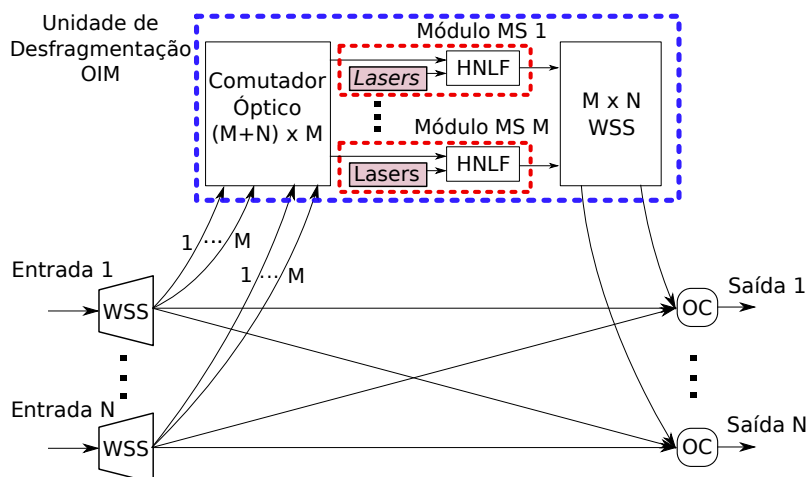 Unidade de
Desfragmentação
OIM
Módulo MS 1
Comutador
Óptico
(M+N) x M
Lasers
HNLF
M x N
WSS
Módulo MS M
Lasers
HNLF
1 ... M
1 ... M
Entrada 1
WSS
OC
Saída 1
Entrada N
WSS
OC
Saída N